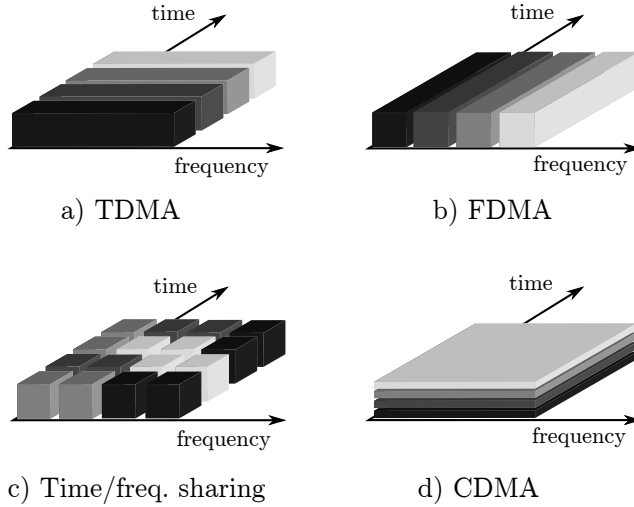 time
frequency
a) TDMA
time
frequency
b) FDMA
time
frequency
c) Time/freq. sharing
time
frequency
d) CDMA